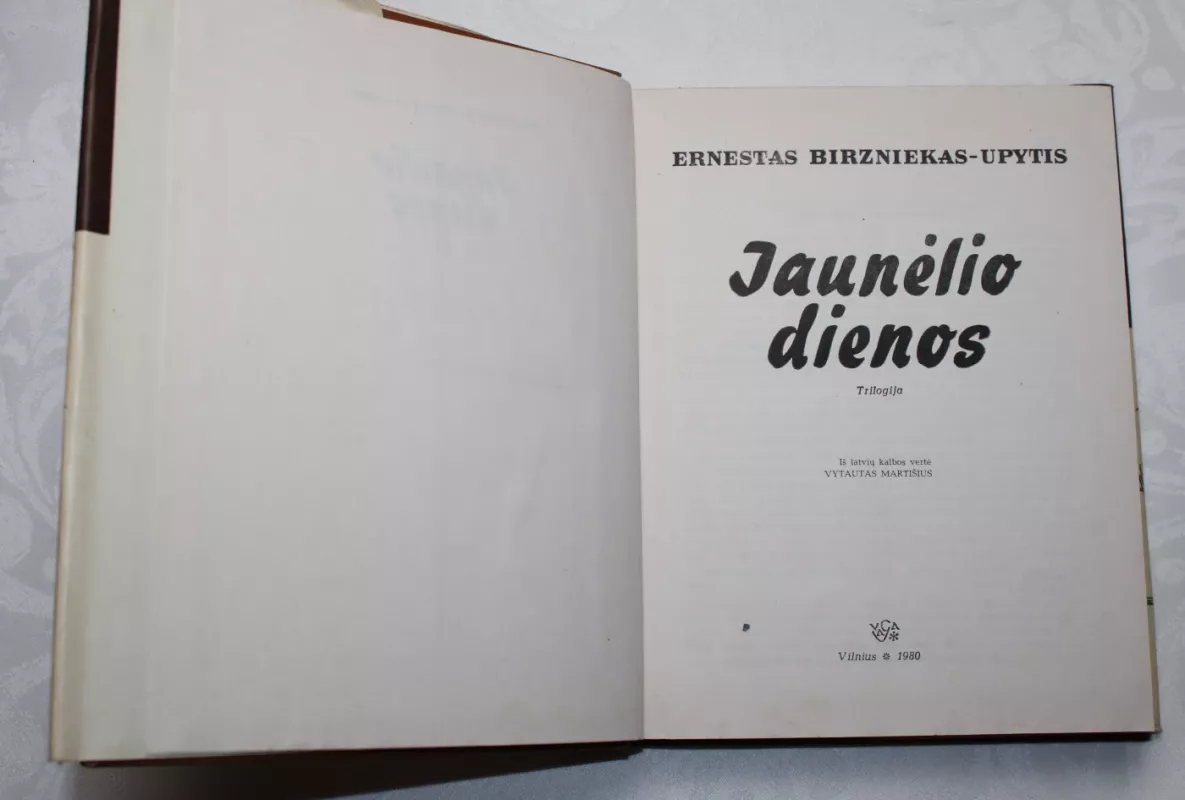 ERNESTAS BIRZNIEKAS-UPYTIS
Jaunėlio
dienos
Trilogija
Iš latvių kalbos vertė
VYTAUTAS MARTIŠIUS
VAGA
Vilnius * 1980